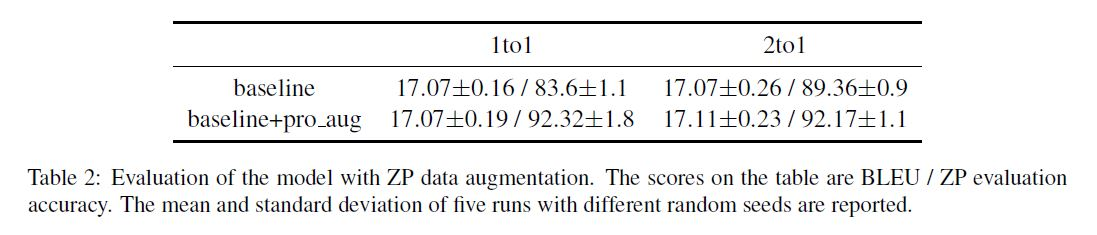 1to1 2to1
baseline 17.07±0.16 / 83.6±1.1 17.07±0.26 / 89.36±0.9
baseline+pro_aug 17.07±0.19 / 92.32±1.8 17.11±0.23 / 92.17±1.1
Table 2: Evaluation of the model with ZP data augmentation. The scores on the table are BLEU / ZP evaluation
accuracy. The mean and standard deviation of five runs with different random seeds are reported.